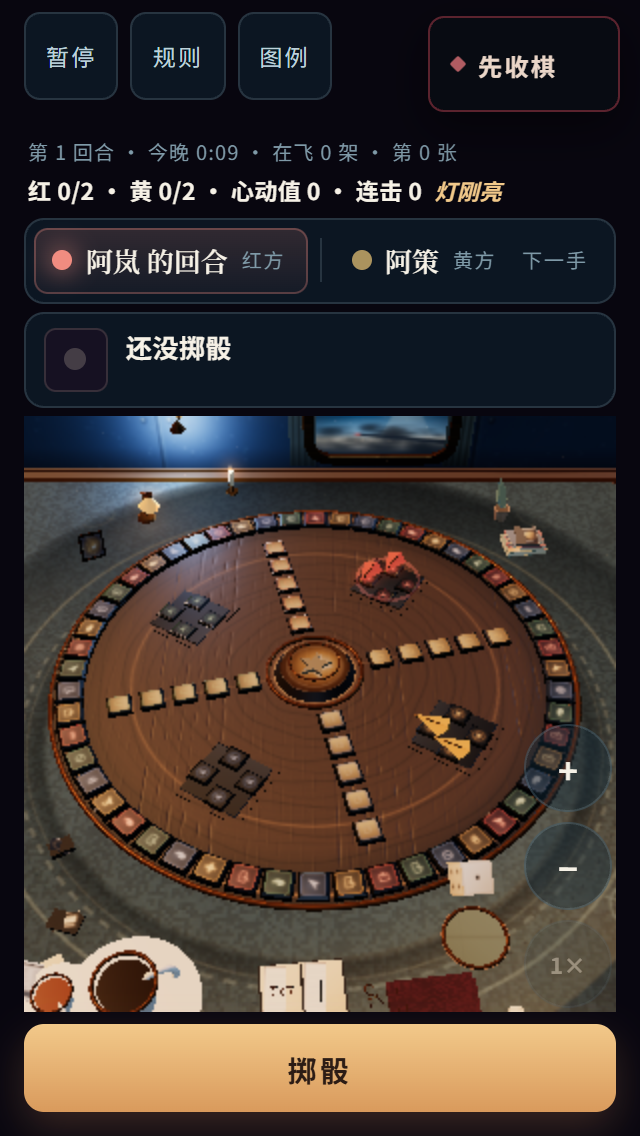 暂停 规则 图例 先收棋
第 1 回合 · 今晚 0:09 · 在飞 0 架 · 第 0 张
红 0/2 · 黄 0/2 · 心动值 0 · 连击 0 灯刚亮
阿岚 的回合 红方 阿策 黄方 下一手
还没掷骰
+
−
1×
掷骰